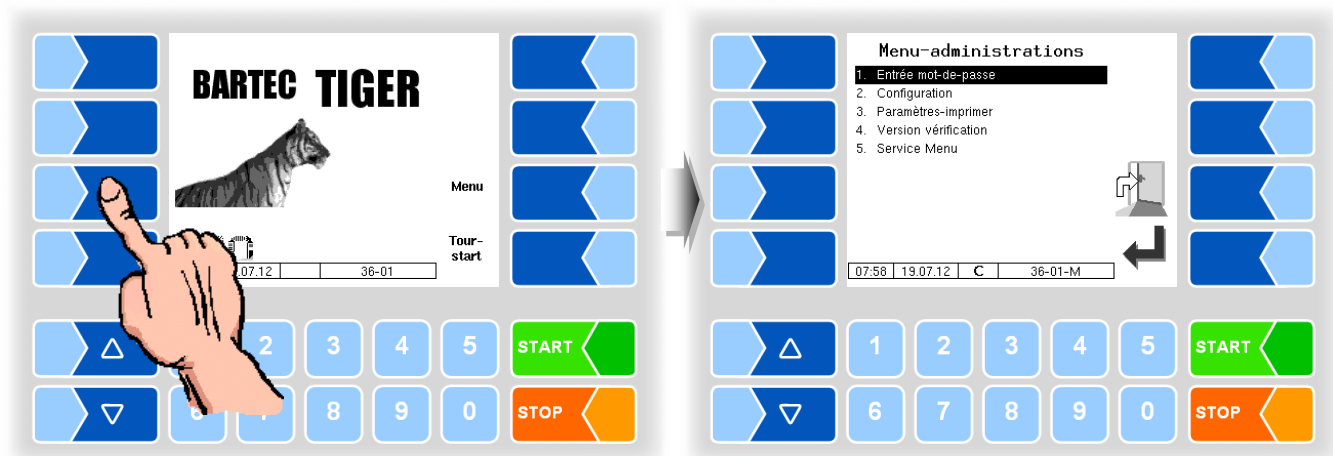 BARTEC TIGER
Menu
Tour-
start
.07.12 36-01
2 3 4 5 START
6 7 8 9 0 STOP
Menu-administrations
1. Entrée mot-de-passe
2. Configuration
3. Paramètres-imprimer
4. Version vérification
5. Service Menu
07:58 19.07.12 C 36-01-M
1 2 3 4 5 START
6 7 8 9 0 STOP